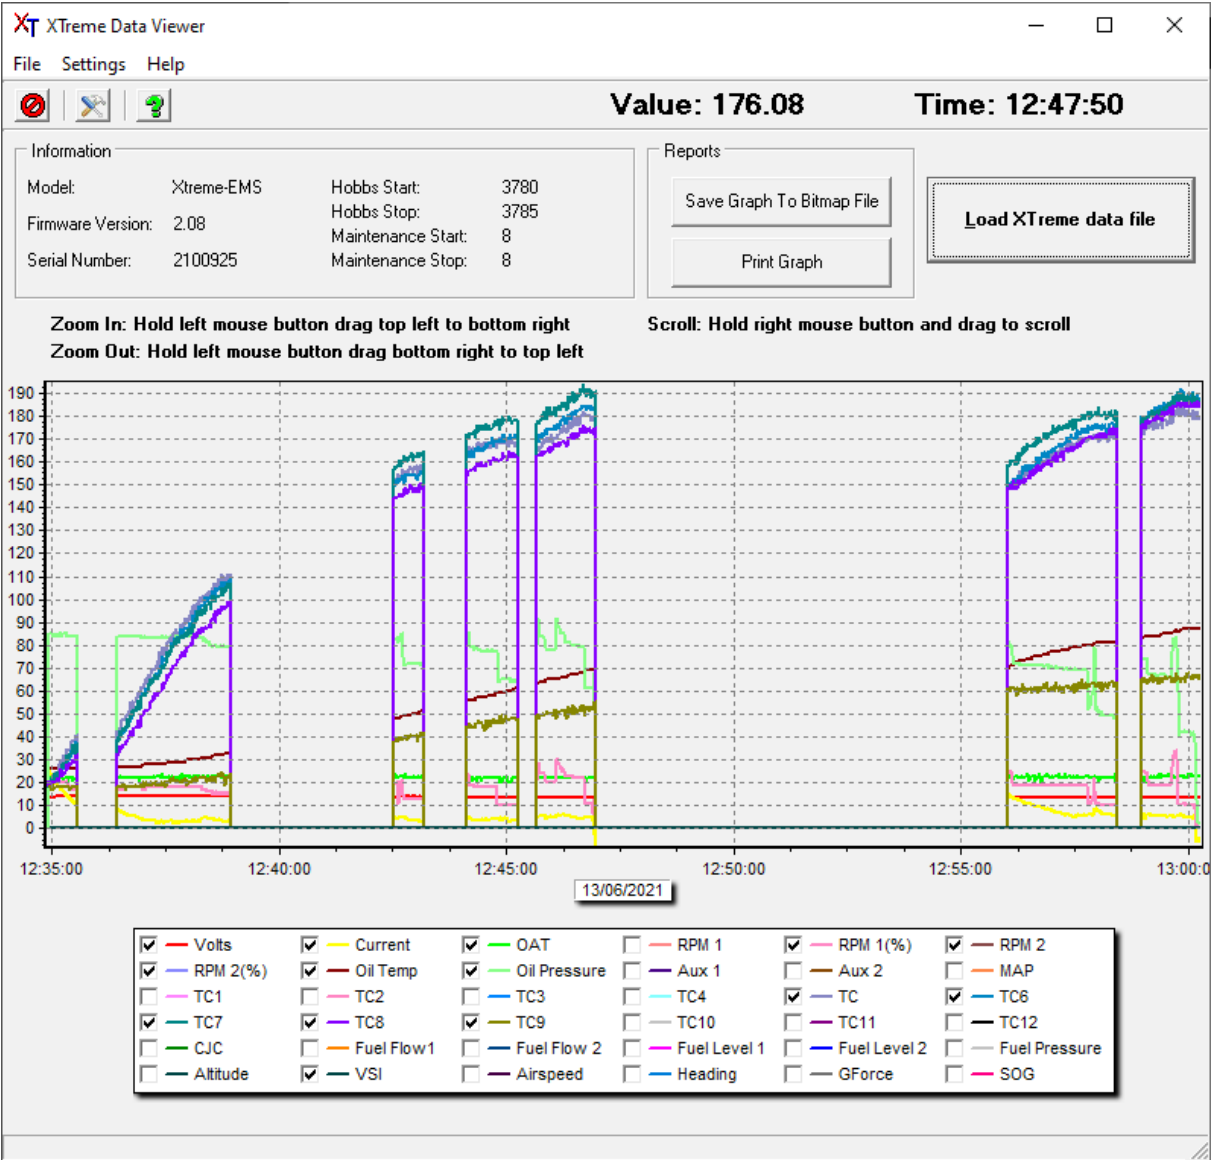 XT XTreme Data Viewer
File Settings Help
Value: 176.08 Time: 12:47:50
Information
Model: Xtreme-EMS Hobbs Start: 3780
Hobbs Stop: 3785
Firmware Version: 2.08 Maintenance Start: 8
Serial Number: 2100925 Maintenance Stop: 8
Reports
Save Graph To Bitmap File
Print Graph
Load XTreme data file
Zoom In: Hold left mouse button drag top left to bottom right Scroll: Hold right mouse button and drag to scroll
Zoom Out: Hold left mouse button drag bottom right to top left
190
180
170
160
150
140
130
120
110
100
90
80
70
60
50
40
30
20
10
0
12:35:00 12:40:00 12:45:00 12:50:00 12:55:00 13:00:0
13/06/2021
Volts Current OAT RPM 1 RPM 1(%) RPM 2
RPM 2(%) Oil Temp Oil Pressure Aux 1 Aux 2 MAP
TC1 TC2 TC3 TC4 TC TC6
TC7 TC8 TC9 TC10 TC11 TC12
CJC Fuel Flow1 Fuel Flow 2 Fuel Level 1 Fuel Level 2 Fuel Pressure
Altitude VSI Airspeed Heading GForce SOG